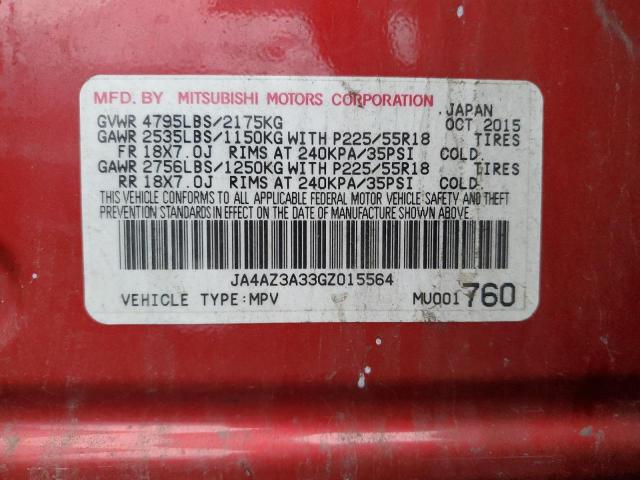 MFD. BY MITSUBISHI MOTORS CORPORATION
JAPAN
GVWR 4795LBS/2175KG OCT 2015
GAWR 2535LBS/1150KG WITH P225/55R18 TIRES
FR 18X7.0J RIMS AT 240KPA/35PSI COLD.
GAWR 2756LBS/1250KG WITH P225/55R18 TIRES
RR 18X7.0J RIMS AT 240KPA/35PSI COLD.
THIS VEHICLE CONFORMS TO ALL APPLICABLE FEDERAL MOTOR VEHICLE SAFETY AND THEFT
PREVENTION STANDARDS IN EFFECT ON THE DATE OF MANUFACTURE SHOWN ABOVE.
JA4AZ3A33GZ015564
VEHICLE TYPE:MPV MU001760